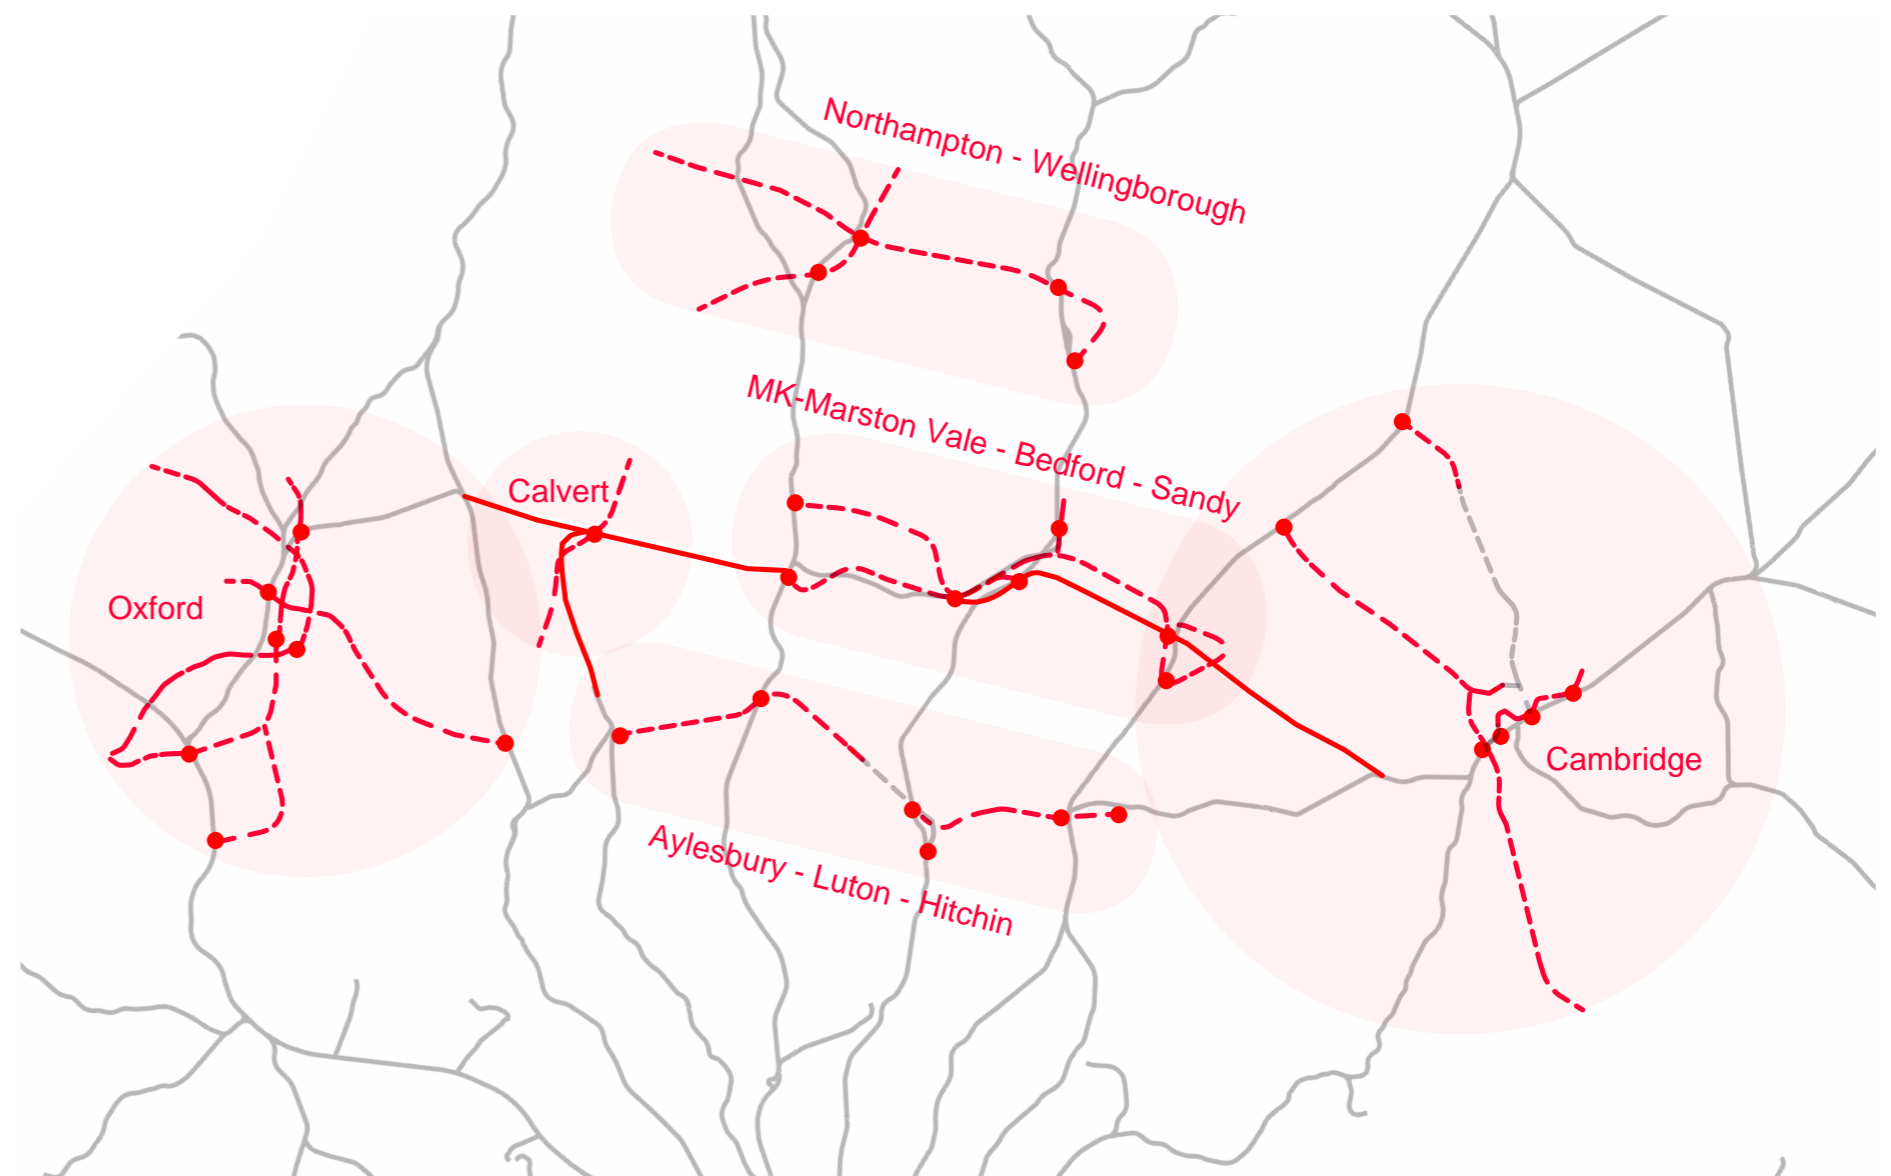 Northampton - Wellingborough
MK-Marston Vale - Bedford - Sandy
Calvert
Oxford
Cambridge
Aylesbury - Luton - Hitchin